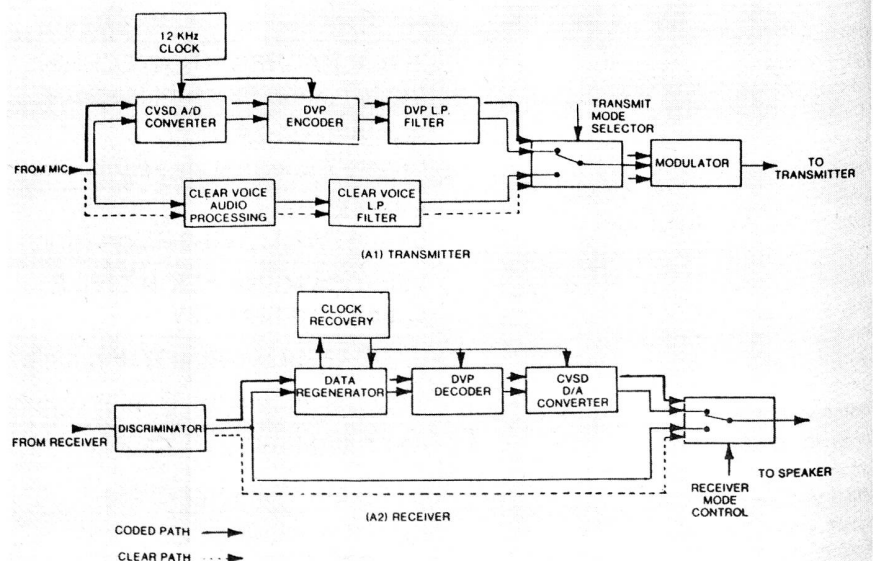 12 KHz
CLOCK
CVSD A/D
CONVERTER
DVP
ENCODER
DVP L.P.
FILTER
TRANSMIT
MODE
SELECTOR
FROM MIC
MODULATOR
TO
TRANSMITTER
CLEAR VOICE
AUDIO
PROCESSING
CLEAR VOICE
L.P.
FILTER
(A1) TRANSMITTER
CLOCK
RECOVERY
DATA
REGENERATOR
DVP
DECODER
CVSD
D/A
CONVERTER
FROM RECEIVER
DISCRIMINATOR
TO SPEAKER
RECEIVER
MODE
CONTROL
(A2) RECEIVER
CODED PATH
CLEAR PATH